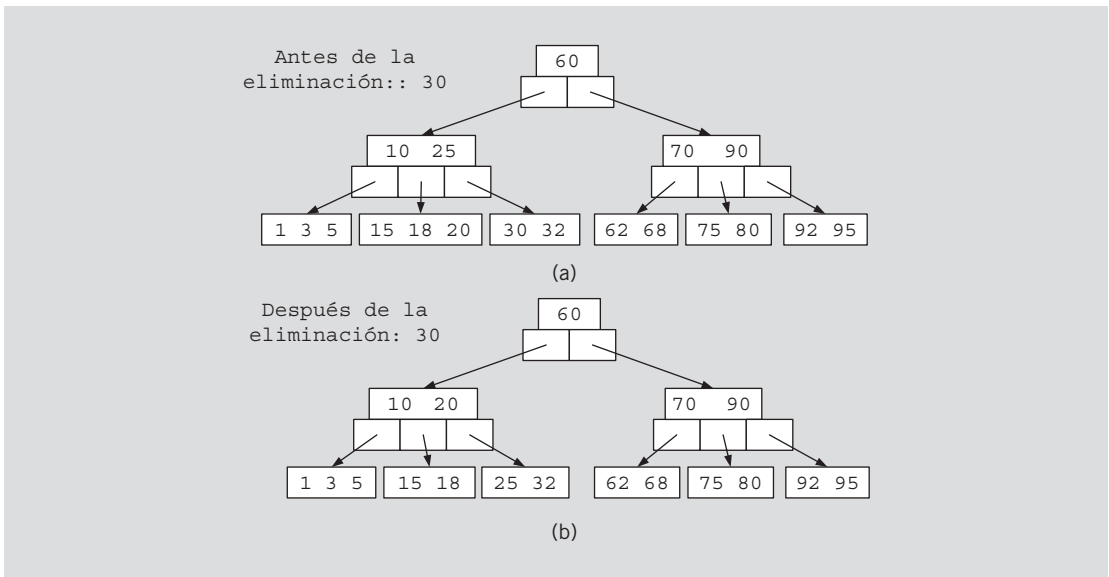 Antes de la
eliminación:: 30
60
10 25
70 90
1 3 5
15 18 20
30 32
62 68
75 80
92 95
(a)
Después de la
eliminación: 30
60
10 20
70 90
1 3 5
15 18
25 32
62 68
75 80
92 95
(b)